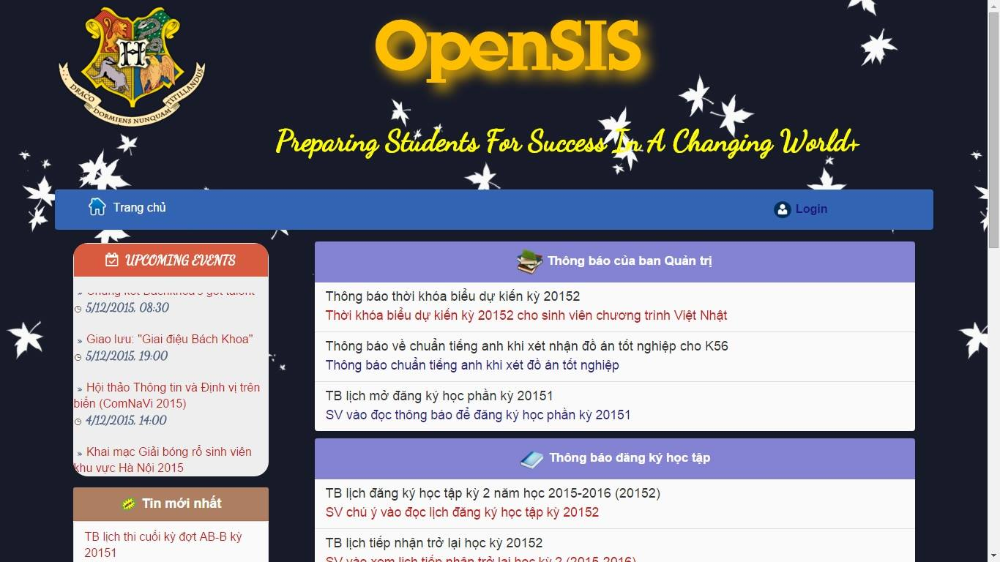 OpenSIS
H
DRACO DORMIENS NUNQUAM TITILLANDUS
Preparing Students For Success In A Changing World+
Trang chủ
Login
UPCOMING EVENTS
5/12/2015, 08:30
Giao lưu: "Giai điệu Bách Khoa"
5/12/2015, 19:00
Hội thảo Thông tin và Định vị trên
biển (ComNaVi 2015)
4/12/2015, 14:00
Khai mạc Giải bóng rổ sinh viên
khu vực Hà Nội 2015
Tin mới nhất
TB lịch thi cuối kỳ đợt AB-B kỳ
20151
Thông báo của ban Quản trị
Thông báo thời khóa biểu dự kiến kỳ 20152
Thời khóa biểu dự kiến kỳ 20152 cho sinh viên chương trình Việt Nhật
Thông báo về chuẩn tiếng anh khi xét nhận đồ án tốt nghiệp cho K56
Thông báo chuẩn tiếng anh khi xét đồ án tốt nghiệp
TB lịch mở đăng ký học phần kỳ 20151
SV vào đọc thông báo để đăng ký học phần kỳ 20151
Thông báo đăng ký học tập
TB lịch đăng ký học tập kỳ 2 năm học 2015-2016 (20152)
SV chú ý vào đọc lịch đăng ký học tập kỳ 20152
TB lịch tiếp nhận trở lại học kỳ 20152
SV vào xem lịch tiếp nhận trở lại học kỳ 2 (2015-2016)